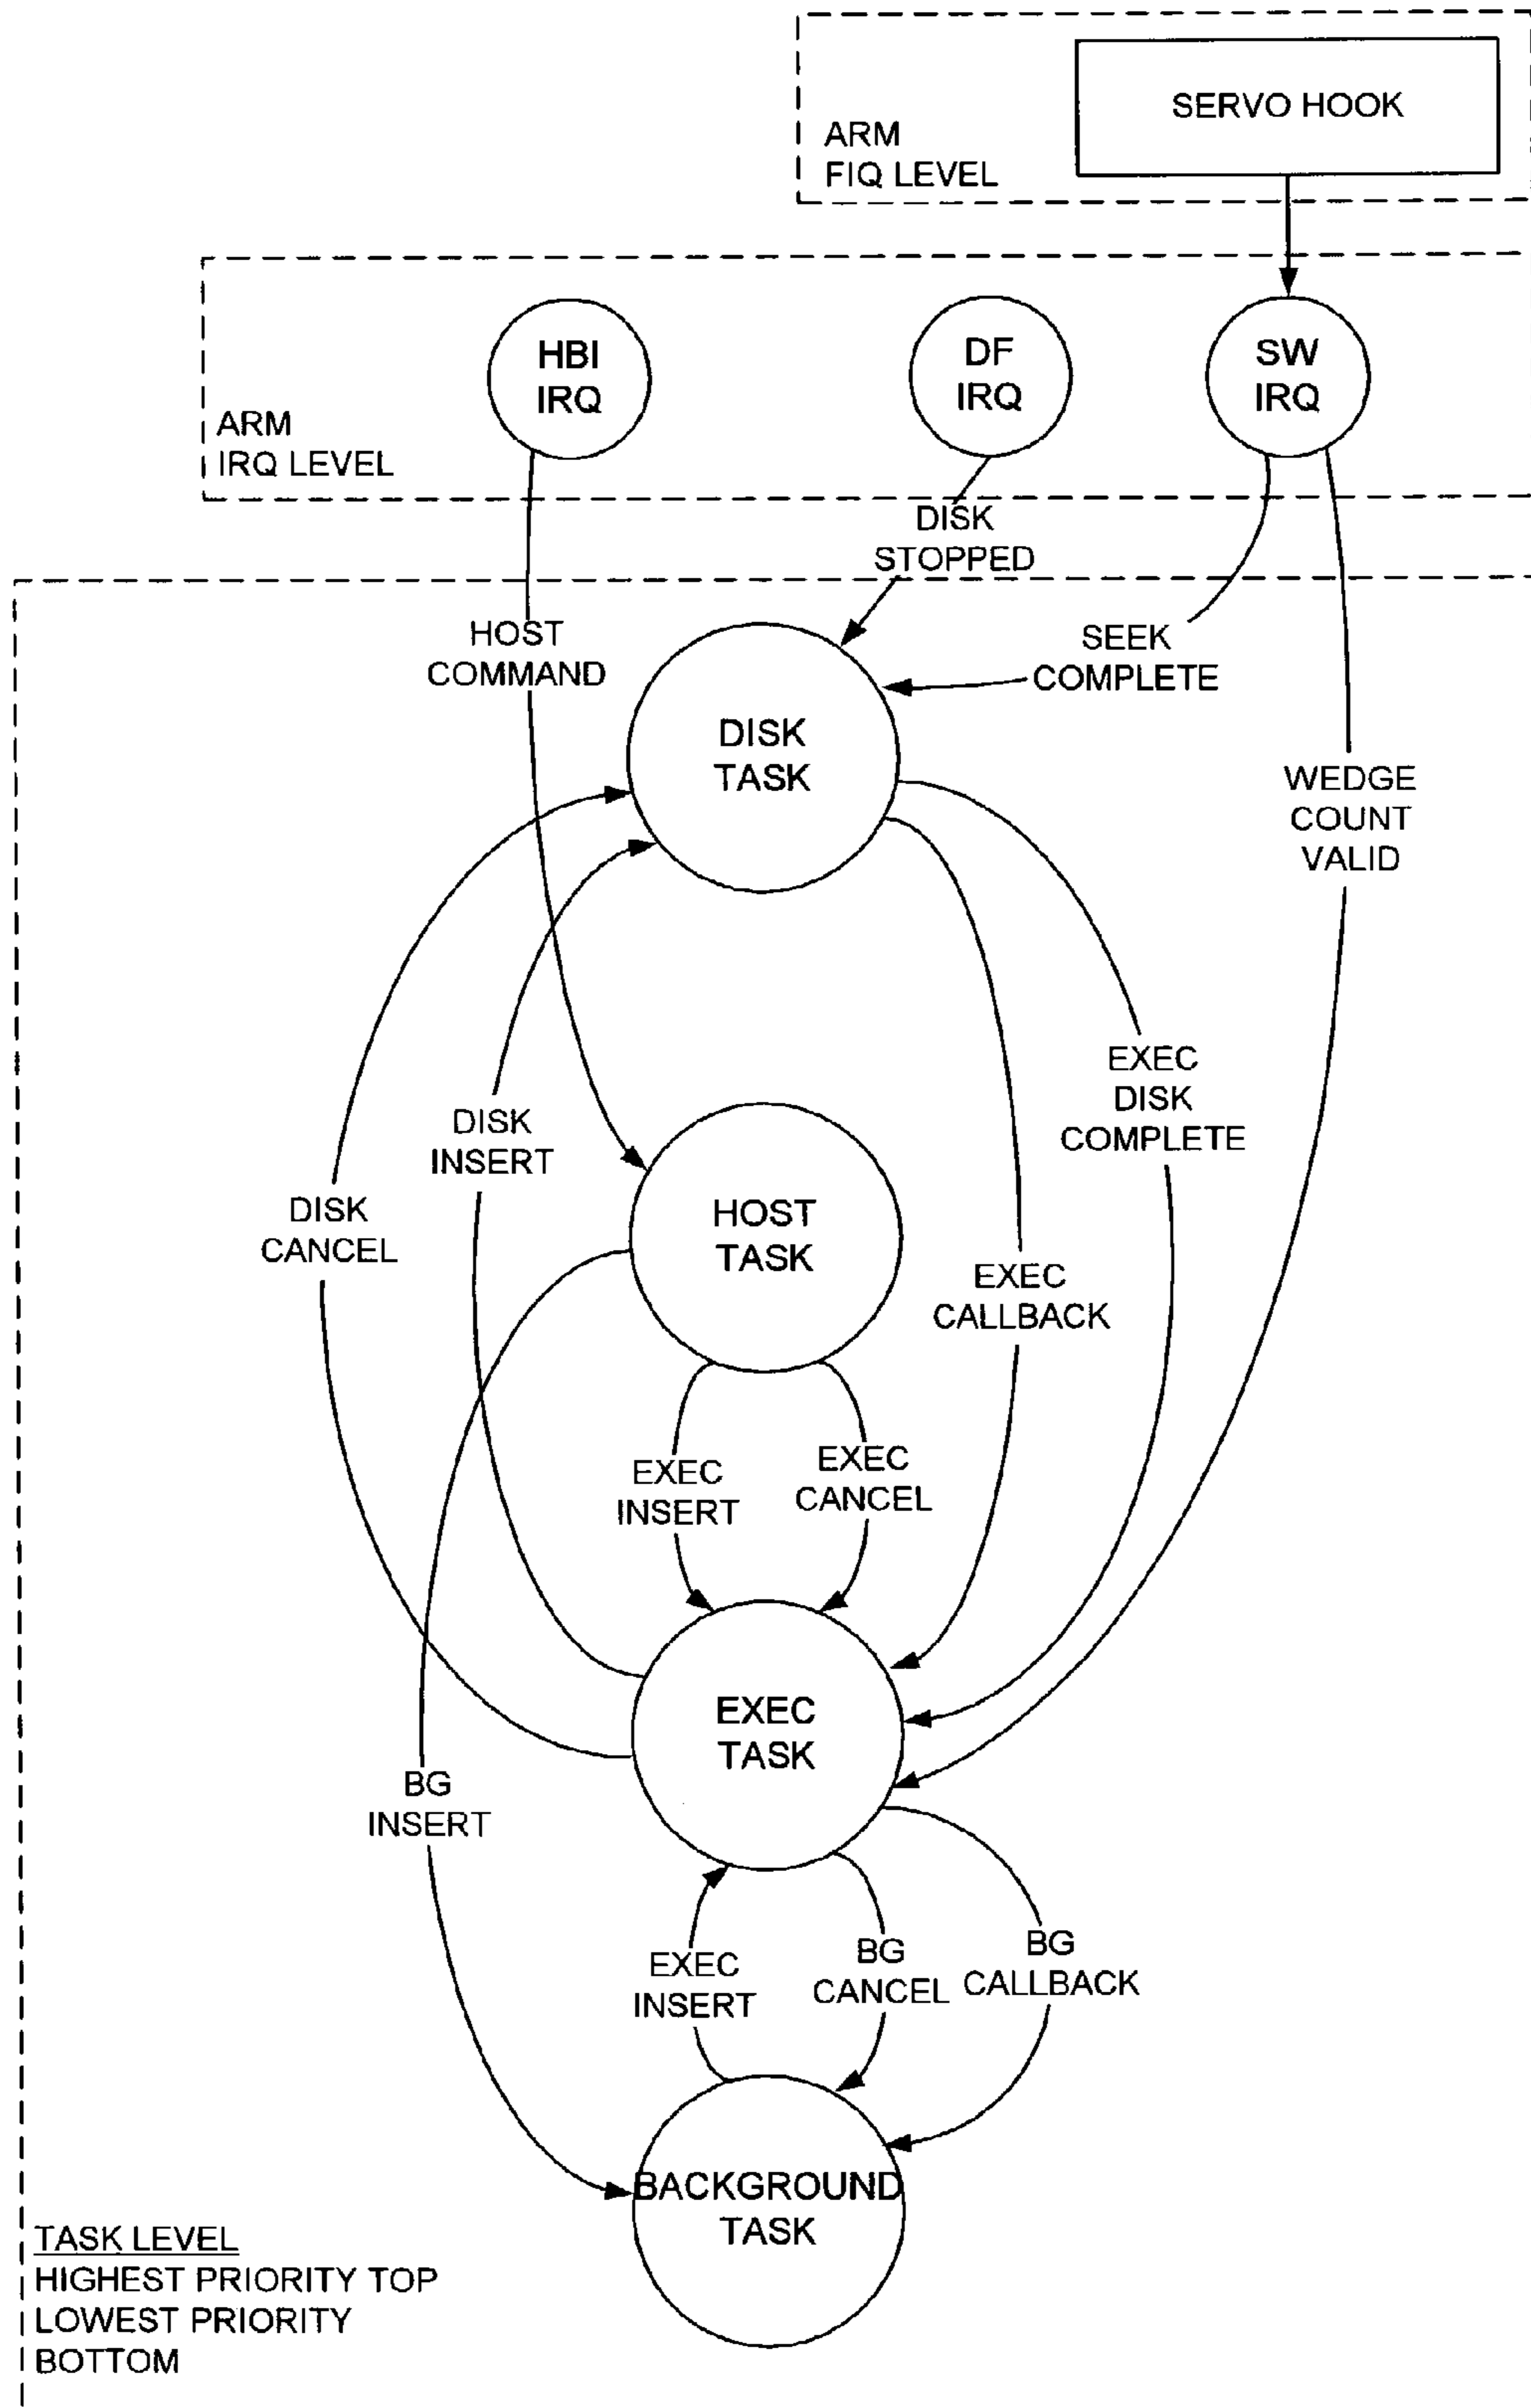 SERVO HOOK
ARM
FIQ LEVEL
HBI
IRQ
DF
IRQ
SW
IRQ
ARM
IRQ LEVEL
DISK
STOPPED
HOST
COMMAND
SEEK
COMPLETE
DISK
TASK
WEDGE
COUNT
VALID
EXEC
DISK
COMPLETE
DISK
INSERT
DISK
CANCEL
HOST
TASK
EXEC
CALLBACK
EXEC
INSERT
EXEC
CANCEL
EXEC
TASK
BG
INSERT
EXEC
INSERT
BG
CANCEL
BG
CALLBACK
BACKGROUND
TASK
TASK LEVEL
HIGHEST PRIORITY TOP
LOWEST PRIORITY
BOTTOM